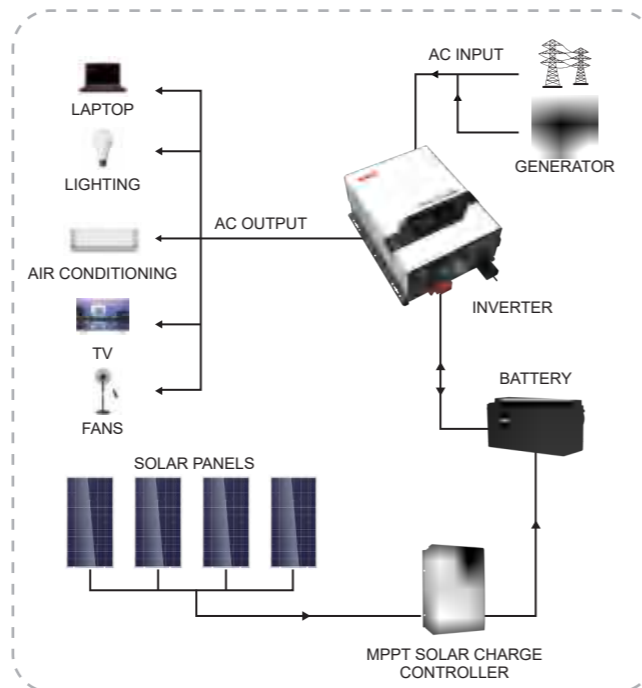 AC INPUT
LAPTOP
GENERATOR
LIGHTING
AC OUTPUT
AIR CONDITIONING
INVERTER
TV
BATTERY
FANS
SOLAR PANELS
MPPT SOLAR CHARGE
CONTROLLER